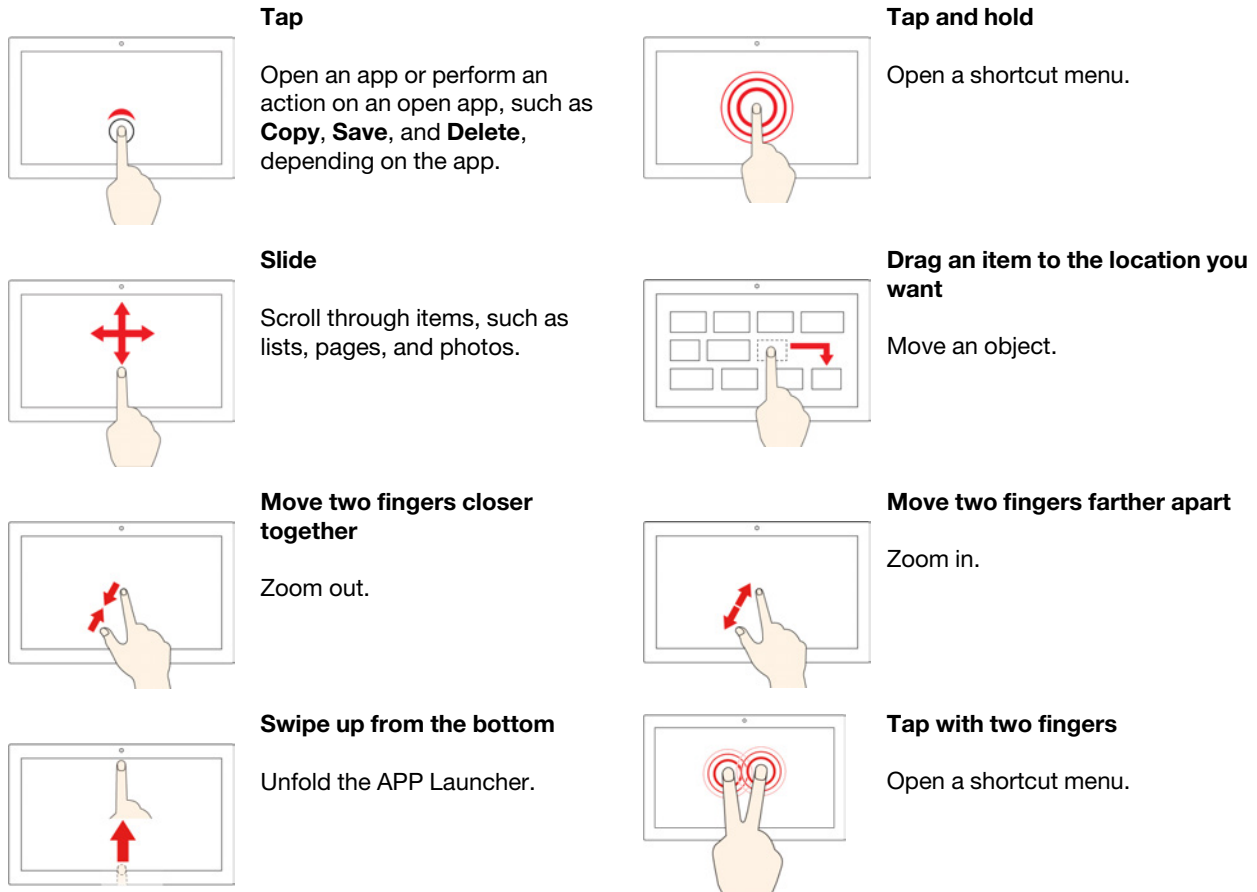 Tap
Open an app or perform an
action on an open app, such as
Copy, Save, and Delete,
depending on the app.
Tap and hold
Open a shortcut menu.
Slide
Scroll through items, such as
lists, pages, and photos.
Drag an item to the location you
want
Move an object.
Move two fingers closer
together
Zoom out.
Move two fingers farther apart
Zoom in.
Swipe up from the bottom
Unfold the APP Launcher.
Tap with two fingers
Open a shortcut menu.